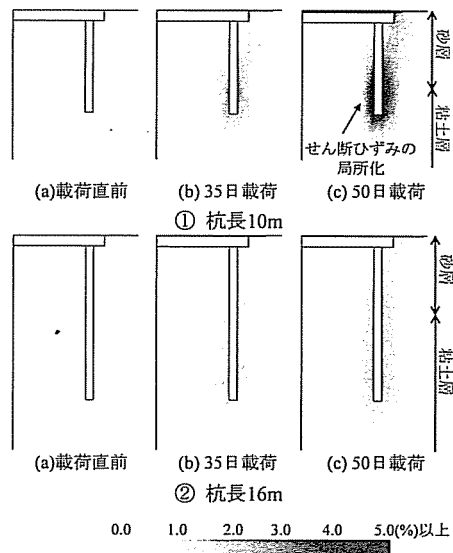 砂層
粘土層
せん断ひずみの
局所化
(a)載荷直前 (b) 35日載荷 (c) 50日載荷
① 杭長10m
砂層
粘土層
(a)載荷直前 (b) 35日載荷 (c) 50日載荷
② 杭長16m
0.0 1.0 2.0 3.0 4.0 5.0(%)以上